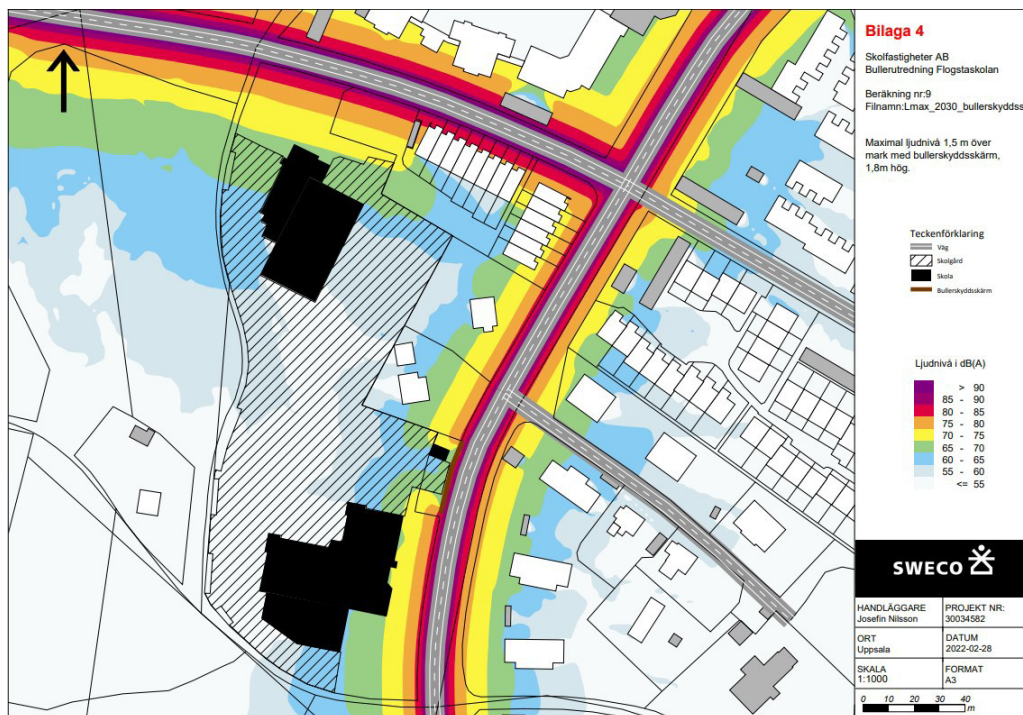 Bilaga 4
Skolfastigheter AB
Bullerutredning Flogstaskolan
Beräkning nr:9
Filnamn:Lmax_2030_bullerskyddss
Maximal ljudnivå 1,5 m över
mark med bullerskyddsskärm,
1,8m hög.
Teckenförklaring
Väg
Skolgård
Skola
Bullerskyddsskärm
Ljudnivå i dB(A)
> 90
85 - 90
80 - 85
75 - 80
70 - 75
65 - 70
60 - 65
55 - 60
<= 55
SWECO
HANDLÄGGARE
Josefin Nilsson
PROJEKT NR:
30034582
ORT
Uppsala
DATUM
2022-02-28
SKALA
1:1000
FORMAT
A3
0 10 20 30 40
m